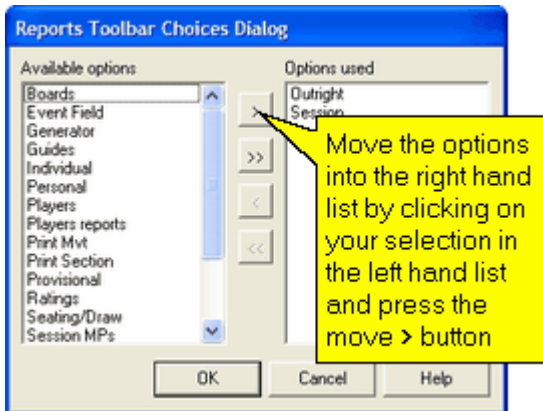 Reports Toolbar Choices Dialog
Available options
Options used
Boards
Event Field
Generator
Guides
Individual
Personal
Players
Players reports
Print Mvt
Print Section
Provisional
Ratings
Seating/Draw
Session MPs
>
>>
<
<<
Outright
Session
Move the options
into the right hand
list by clicking on
your selection in
the left hand list
and press the
move > button
OK
Cancel
Help